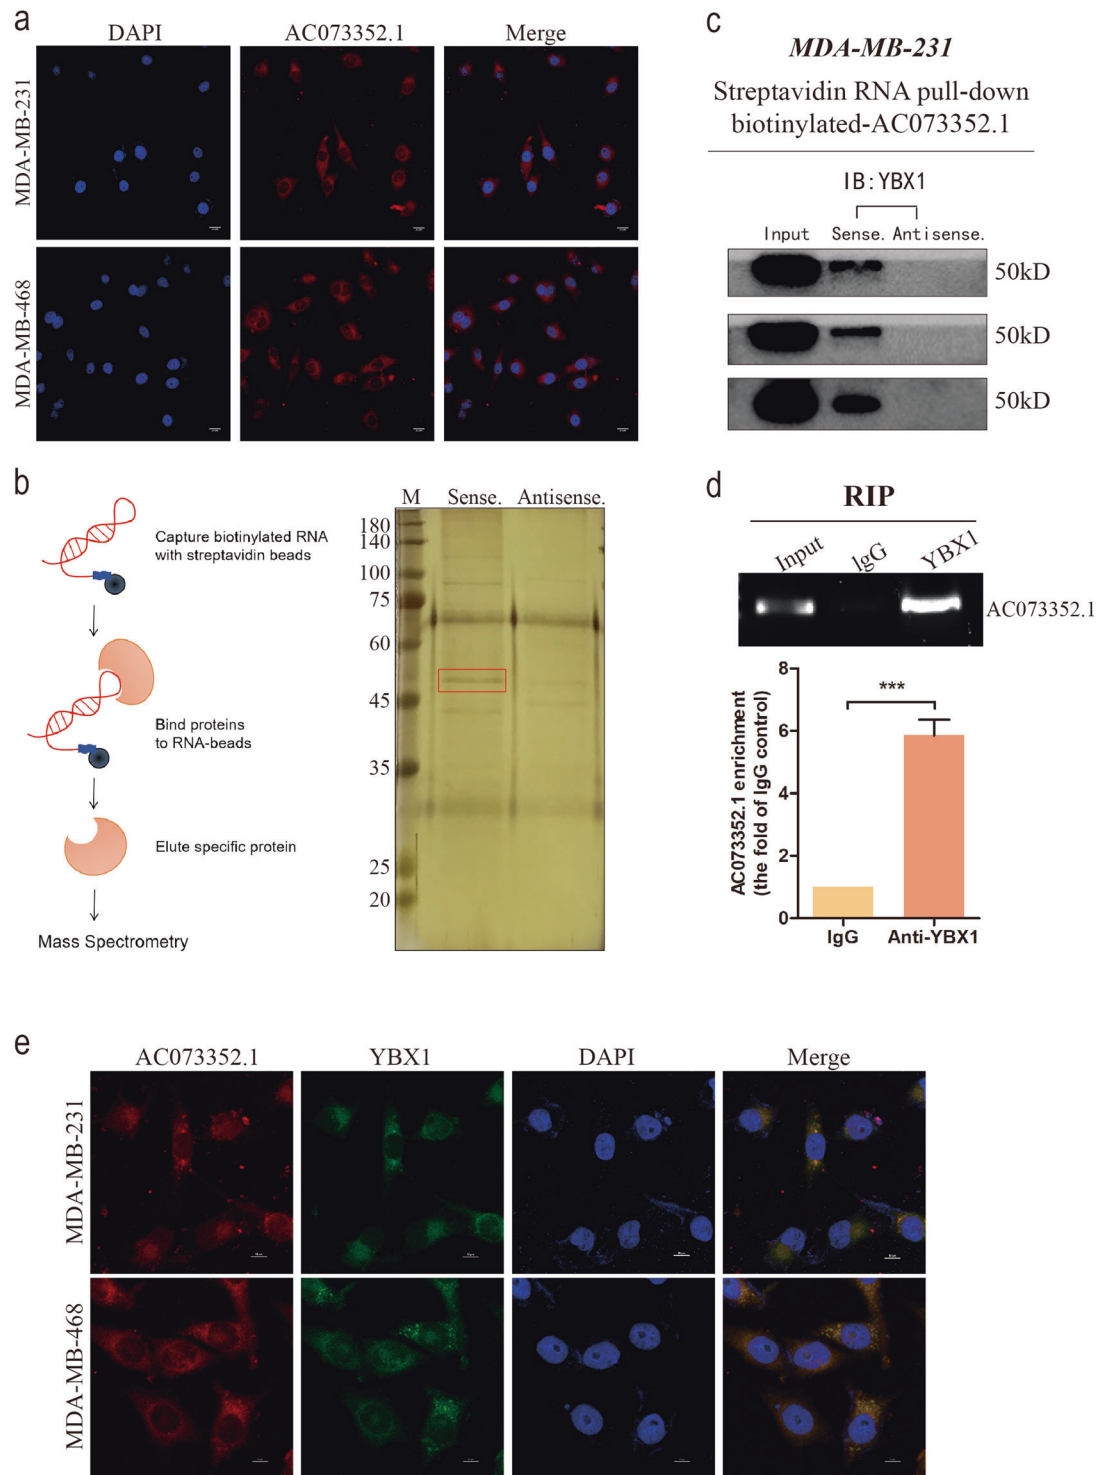 a
DAPI
AC073352.1
Merge
MDA-MB-231
MDA-MB-468
b
Capture biotinylated RNA
with streptavidin beads
Bind proteins
to RNA-beads
Elute specific protein
Mass Spectrometry
M
Sense.
Antisense.
180
140
100
75
60
45
35
25
20
c
MDA-MB-231
Streptavidin RNA pull-down
biotinylated-AC073352.1
IB:YBX1
Input
Sense.
Antisense.
50kD
50kD
50kD
d
RIP
Input
IgG
YBX1
AC073352.1
AC073352.1 enrichment
(the fold of IgG control)
8
6
4
2
0
***
IgG
Anti-YBX1
e
AC073352.1
YBX1
DAPI
Merge
MDA-MB-231
MDA-MB-468